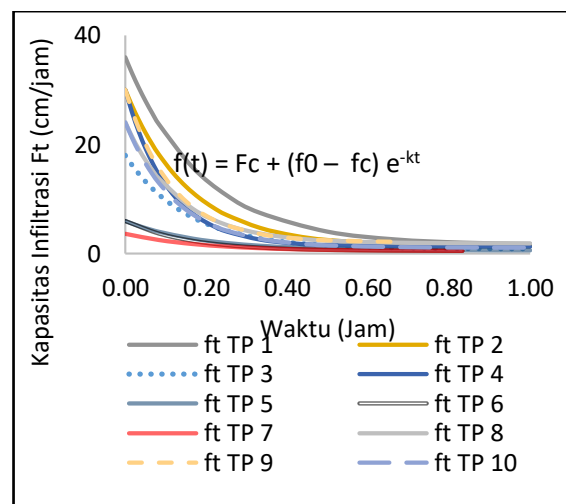 Kapasitas Infiltrasi Ft (cm/jam)
40
20
0
f(t) = Fc + (f0 – fc) e-kt
0.00 0.20 0.40 0.60 0.80 1.00
Waktu (Jam)
ft TP 1 ft TP 2
ft TP 3 ft TP 4
ft TP 5 ft TP 6
ft TP 7 ft TP 8
ft TP 9 ft TP 10